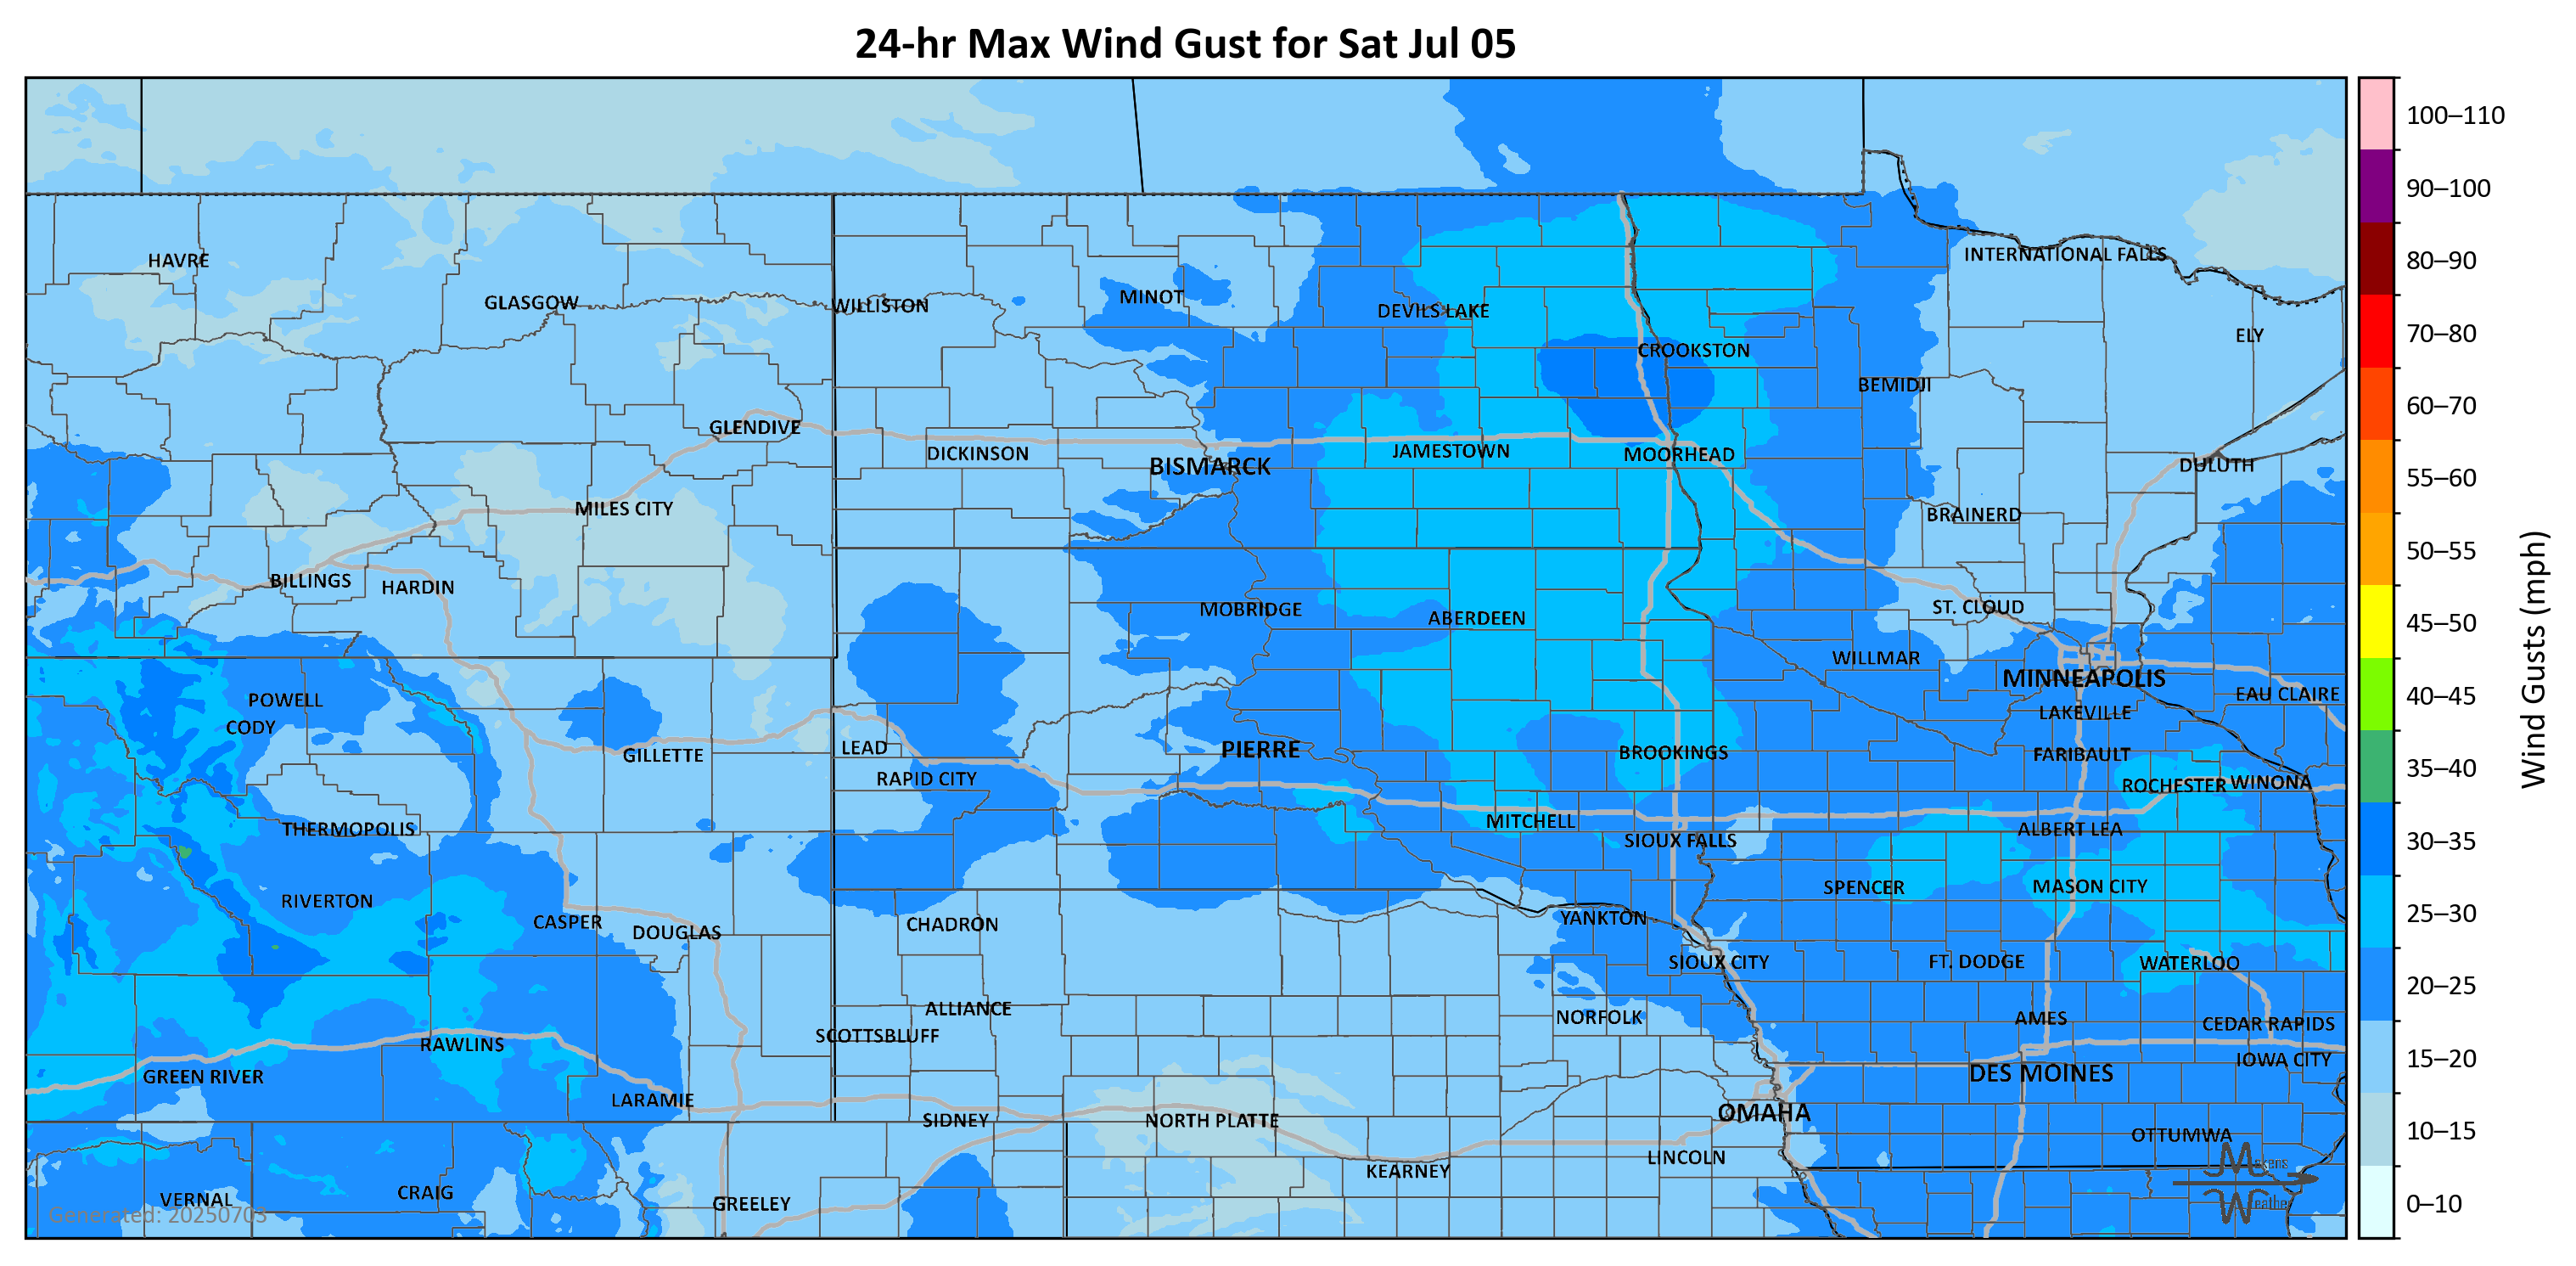 24-hr Max Wind Gust for Sat Jul 05
100–110
90–100
80–90
70–80
60–70
55–60
50–55
45–50
40–45
35–40
30–35
25–30
20–25
15–20
10–15
0–10
Wind Gusts (mph)
HAVRE
GLASGOW
WILLISTON
MINOT
DEVILS LAKE
INTERNATIONAL FALLS
ELY
CROOKSTON
BEMIDJI
GLENDIVE
DICKINSON
BISMARCK
JAMESTOWN
MOORHEAD
DULUTH
MILES CITY
BRAINERD
BILLINGS
HARDIN
MOBRIDGE
ABERDEEN
ST. CLOUD
WILLMAR
MINNEAPOLIS
EAU CLAIRE
POWELL
CODY
LAKEVILLE
GILLETTE
LEAD
PIERRE
BROOKINGS
FARIBAULT
RAPID CITY
ROCHESTER
WINONA
THERMOPOLIS
MITCHELL
SIOUX FALLS
ALBERT LEA
RIVERTON
SPENCER
MASON CITY
CASPER
DOUGLAS
CHADRON
YANKTON
SIOUX CITY
FT. DODGE
WATERLOO
ALLIANCE
NORFOLK
AMES
CEDAR RAPIDS
SCOTTSBLUFF
RAWLINS
IOWA CITY
GREEN RIVER
DES MOINES
LARAMIE
OMAHA
SIDNEY
NORTH PLATTE
OTTUMWA
LINCOLN
KEARNEY
VERNAL
CRAIG
GREELEY
Generated: 20250703
Makens
Weather